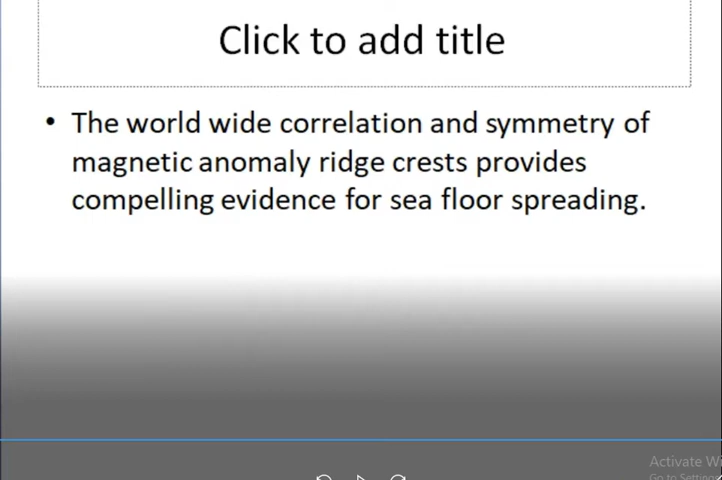 Click to add title
• The world wide correlation and symmetry of
magnetic anomaly ridge crests provides
compelling evidence for sea floor spreading.
Activate Wi
Go to Settings